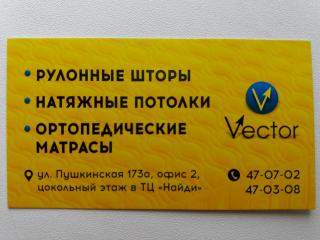 • РУЛОННЫЕ ШТОРЫ
• НАТЯЖНЫЕ ПОТОЛКИ
• ОРТОПЕДИЧЕСКИЕ
МАТРАСЫ
Vector
ул. Пушкинская 173а, офис 2,
цокольный этаж в ТЦ «Найди»
47-07-02
47-03-08